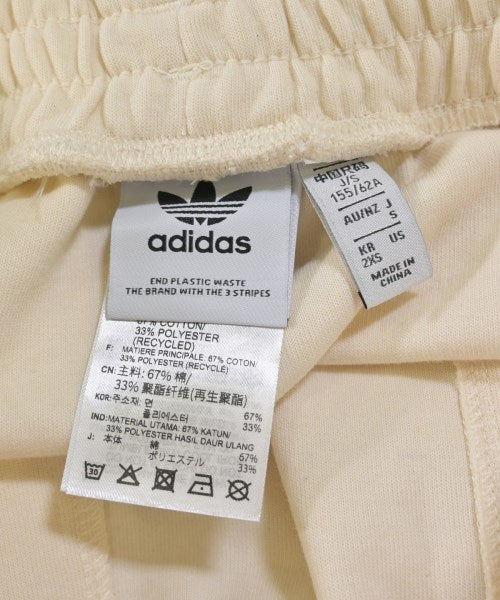 adidas
END PLASTIC WASTE
THE BRAND WITH THE 3 STRIPES
67% COTTON/
33% POLYESTER
(RECYCLED)
F: MATIERE PRINCIPALE: 67% COTON/
33% POLYESTER (RECYCLED)
CN: 主料: 67% 棉/
33% 聚酯纤维(再生聚酯)
KOR: 주소재: 면 67%
폴리에스터 33%
IND: MATERIAL UTAMA: 67% KATUN/
33% POLYESTER HASIL DAUR ULANG
J: 本体 綿 67%
ポリエステル 33%
30
中国尺码
J/S
155/62A
AU/NZ J
S
KR US
2XS
MADE IN
CHINA